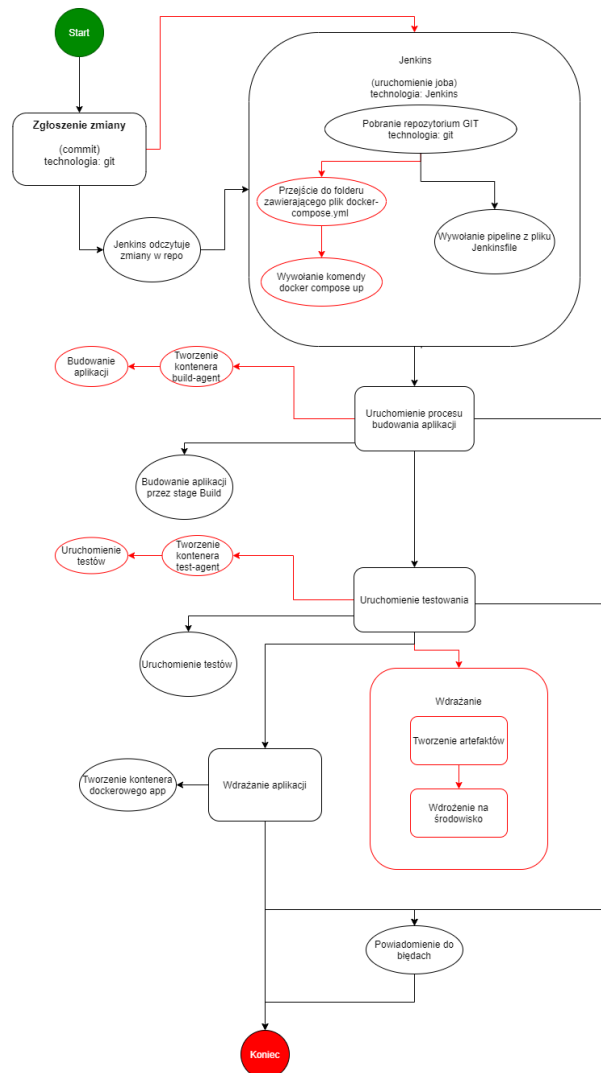 Start
Zgłoszenie zmiany
(commit)
technologia: git
Jenkins odczytuje
zmiany w repo
Jenkins
(uruchomienie joba)
technologia: Jenkins
Pobranie repozytorium GIT
technologia: git
Przejście do folderu
zawierającego plik docker-
compose.yml
Wywołanie komendy
docker compose up
Wywołanie pipeline z pliku
Jenkinsfile
Budowanie
aplikacji
Tworzenie
kontenera
build-agent
Uruchomienie procesu
budowania aplikacji
Budowanie aplikacji
przez stage Build
Uruchomienie
testów
Tworzenie
kontenera
test-agent
Uruchomienie testowania
Uruchomienie testów
Wdrażanie
Tworzenie artefaktów
Wdrożenie na
środowisko
Tworzenie kontenera
dockerowego app
Wdrażanie aplikacji
Powiadomienie do
błędach
Koniec